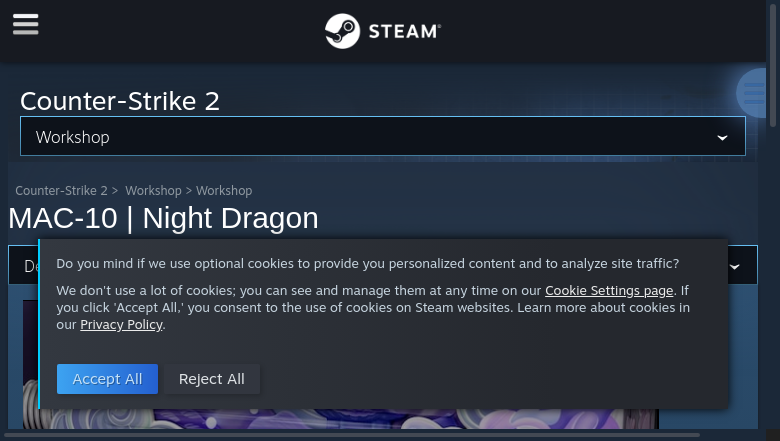 STEAM®
Counter-Strike 2
Workshop
Counter-Strike 2 > Workshop > Workshop
MAC-10 | Night Dragon
Do you mind if we use optional cookies to provide you personalized content and to analyze site traffic?
We don't use a lot of cookies; you can see and manage them at any time on our Cookie Settings page. If
you click 'Accept All,' you consent to the use of cookies on Steam websites. Learn more about cookies in
our Privacy Policy.
Accept All Reject All